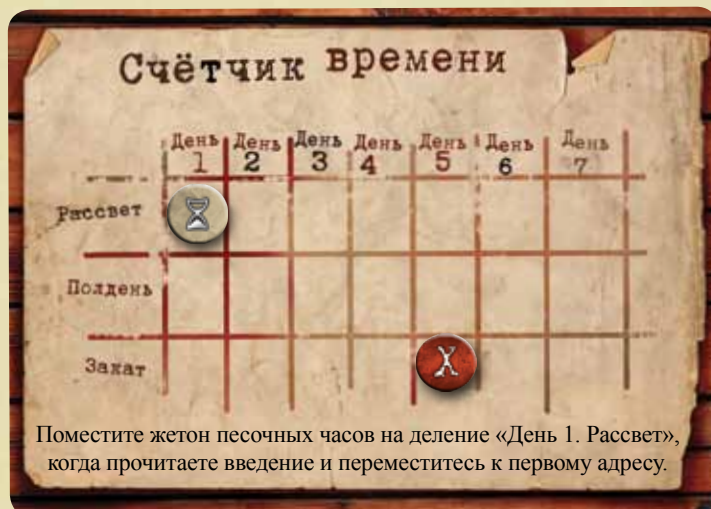 Счётчик времени
День День День День День День День
1 2 3 4 5 6 7
Рассвет
Полдень
Закат
Поместите жетон песочных часов на деление «День 1. Рассвет»,
когда прочитаете введение и переместитесь к первому адресу.